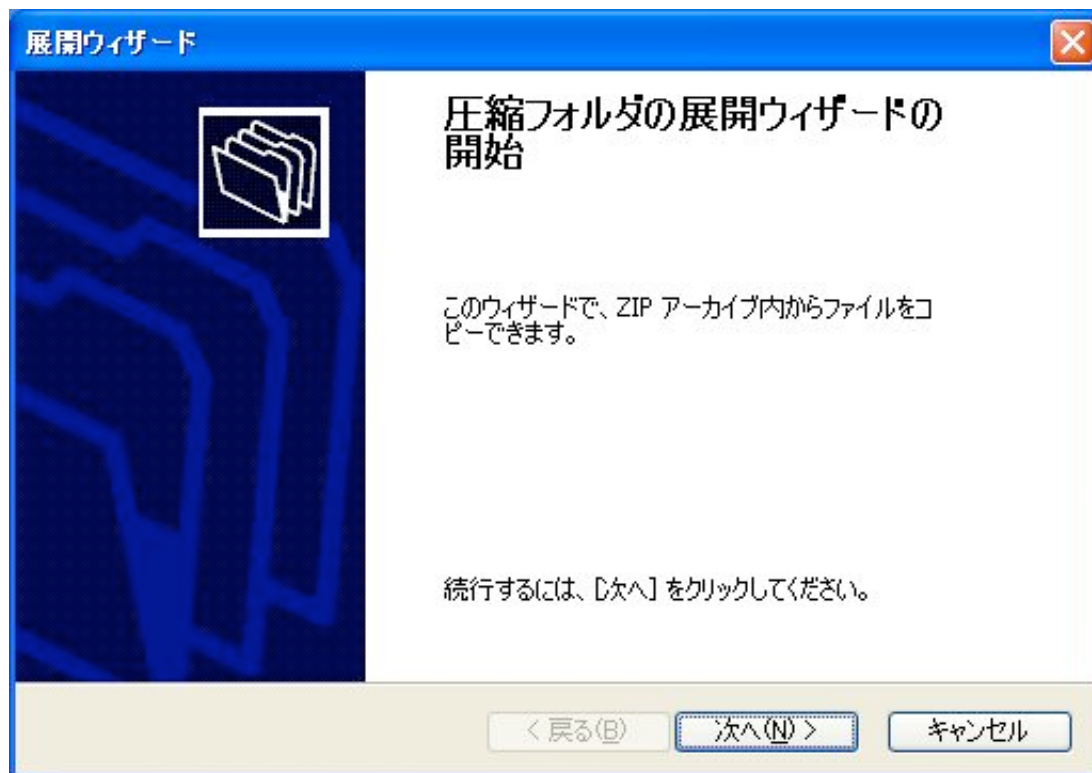 展開ウィザード
圧縮フォルダの展開ウィザードの
開始
このウィザードで、ZIP アーカイブ内からファイルをコ
ピーできます。
続行するには、[次へ] をクリックしてください。
< 戻る(B)
次へ(N) >
キャンセル